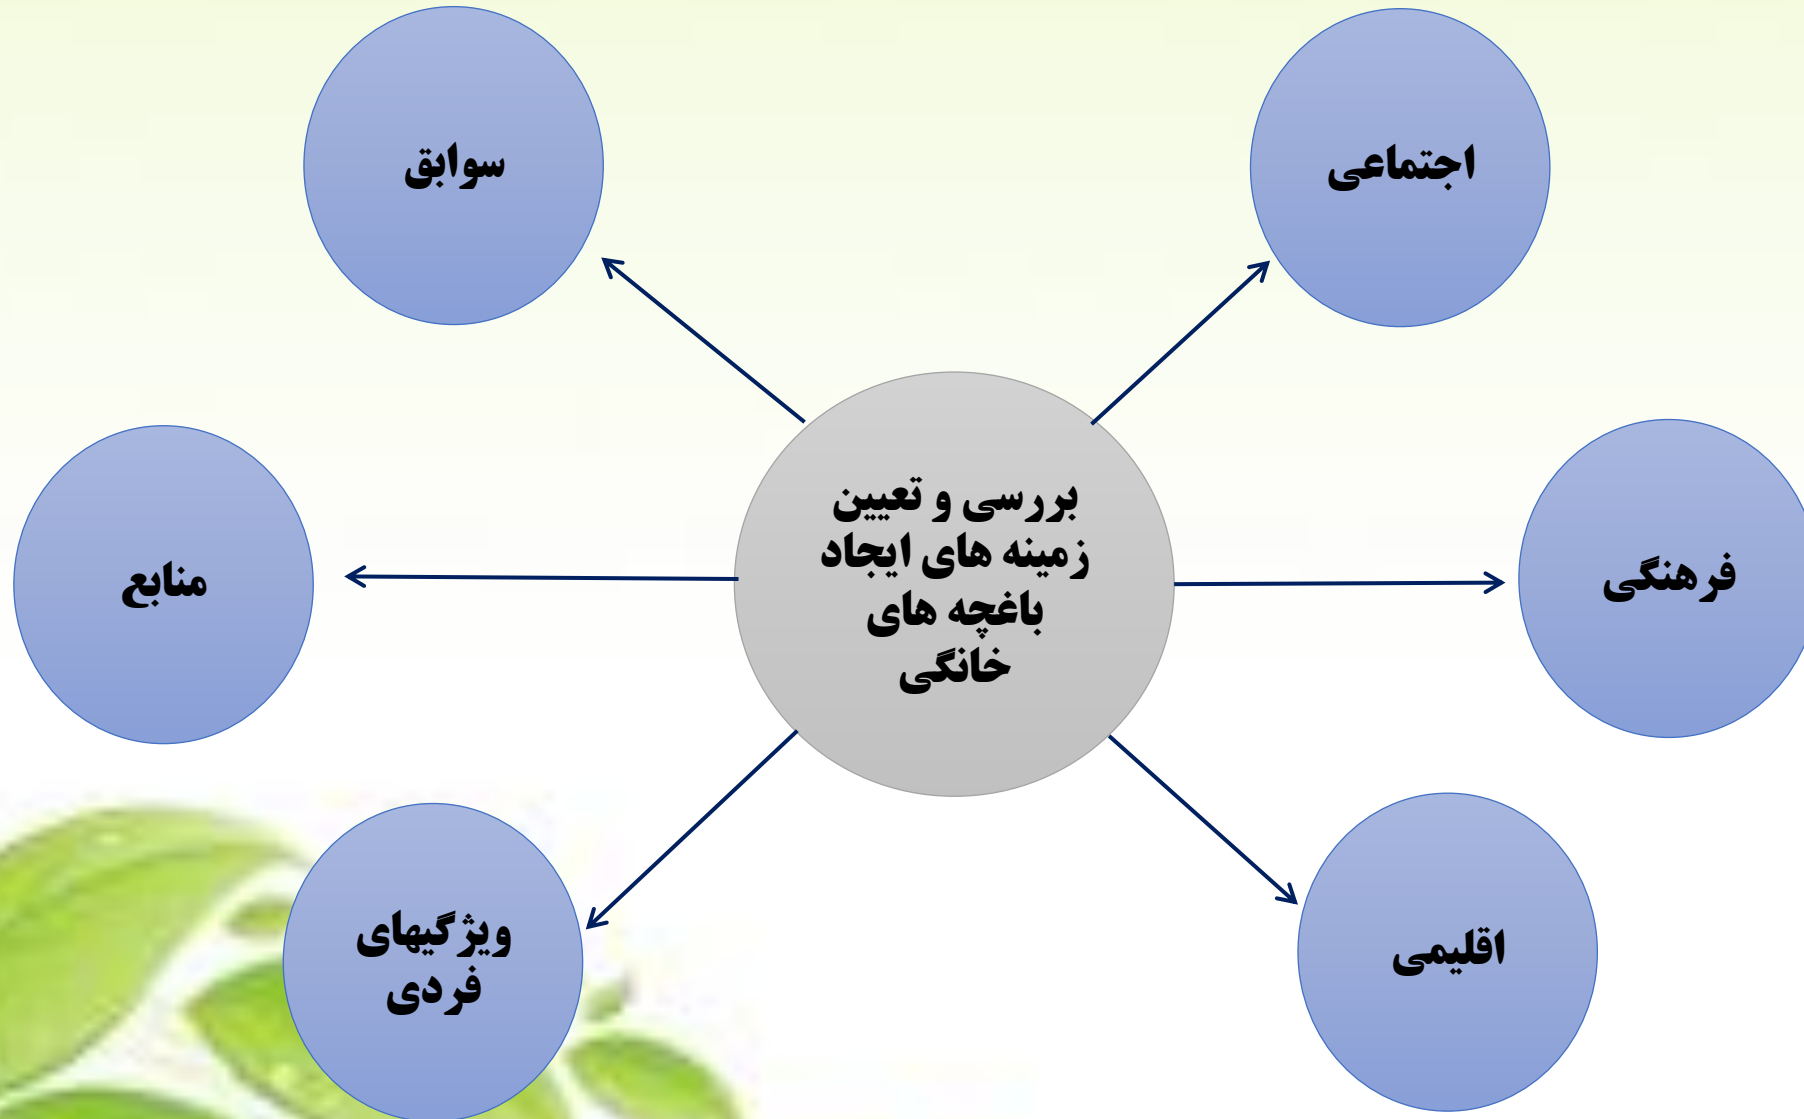 اجتماعی
سوابق
بررسی و تعیین
زمینه های ایجاد
باغچه های
خانگی
فرهنگی
منابع
اقلیمی
ویژگیهای
فردی